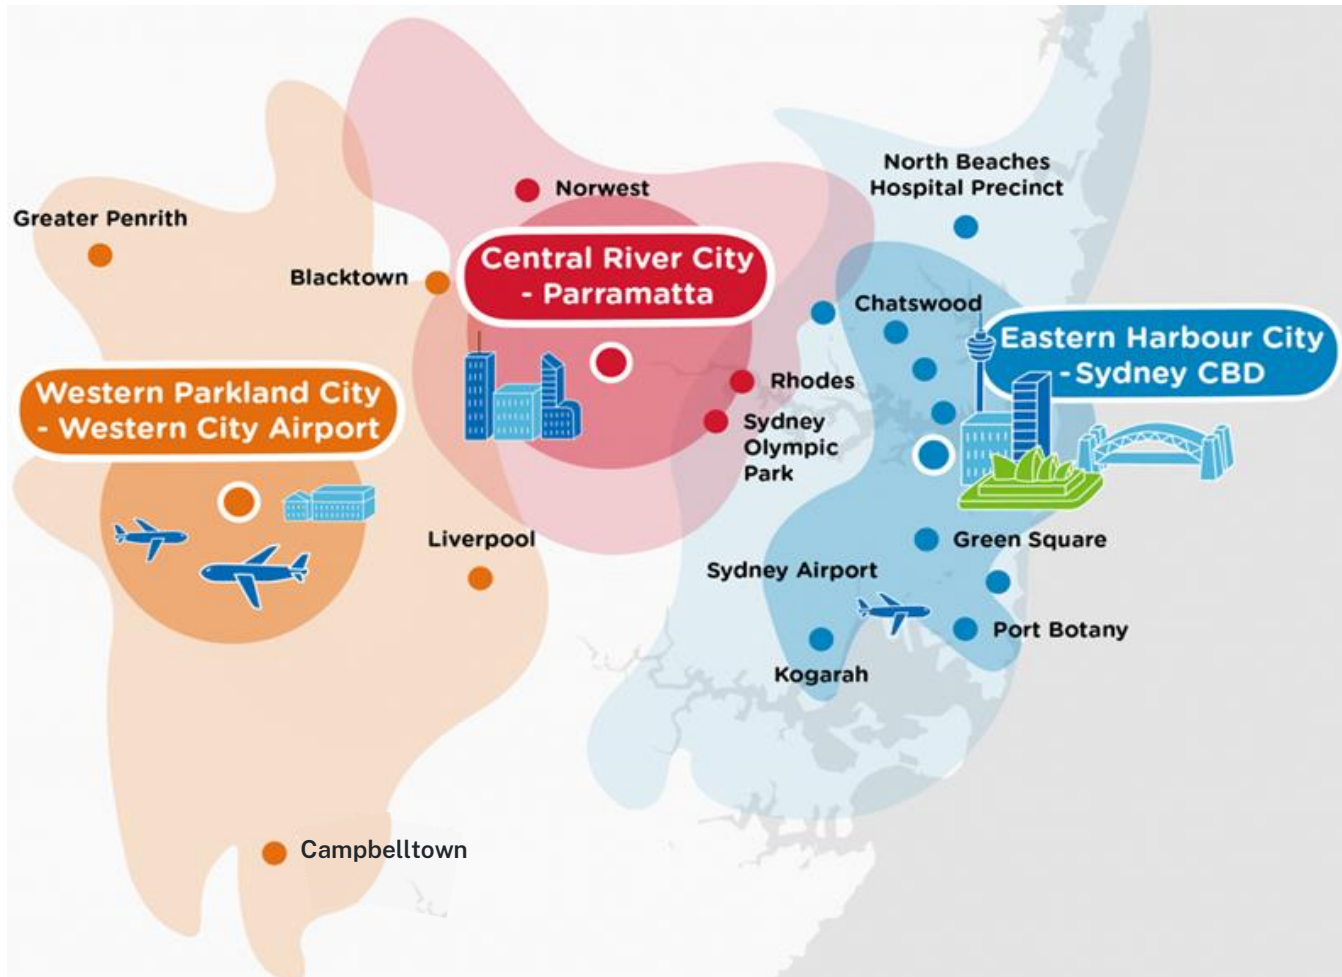 North Beaches
Hospital Precinct
Norwest
Greater Penrith
Central River City
- Parramatta
Blacktown
Chatswood
Eastern Harbour City
- Sydney CBD
Western Parkland City
- Western City Airport
Rhodes
Sydney
Olympic
Park
Liverpool
Green Square
Sydney Airport
Port Botany
Kogarah
Campbelltown